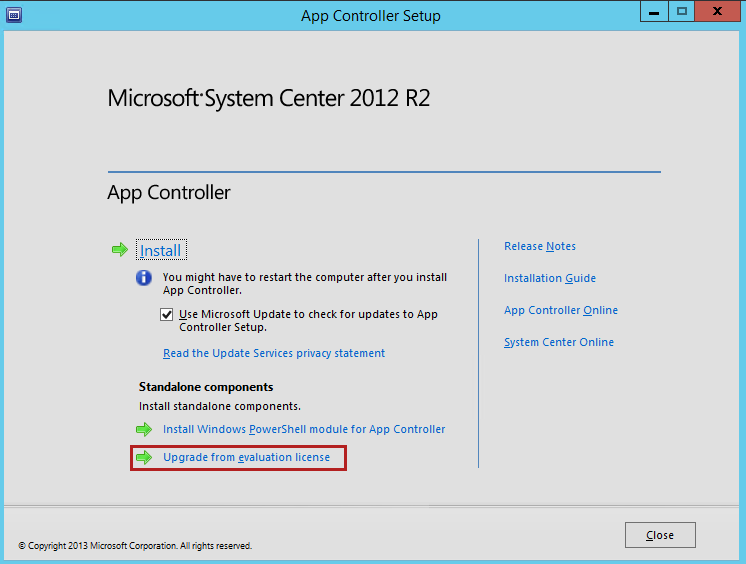 App Controller Setup
Microsoft System Center 2012 R2
App Controller
Install
You might have to restart the computer after you install
App Controller.
Use Microsoft Update to check for updates to App
Controller Setup.
Read the Update Services privacy statement
Standalone components
Install standalone components.
Install Windows PowerShell module for App Controller
Upgrade from evaluation license
Release Notes
Installation Guide
App Controller Online
System Center Online
© Copyright 2013 Microsoft Corporation. All rights reserved.
Close